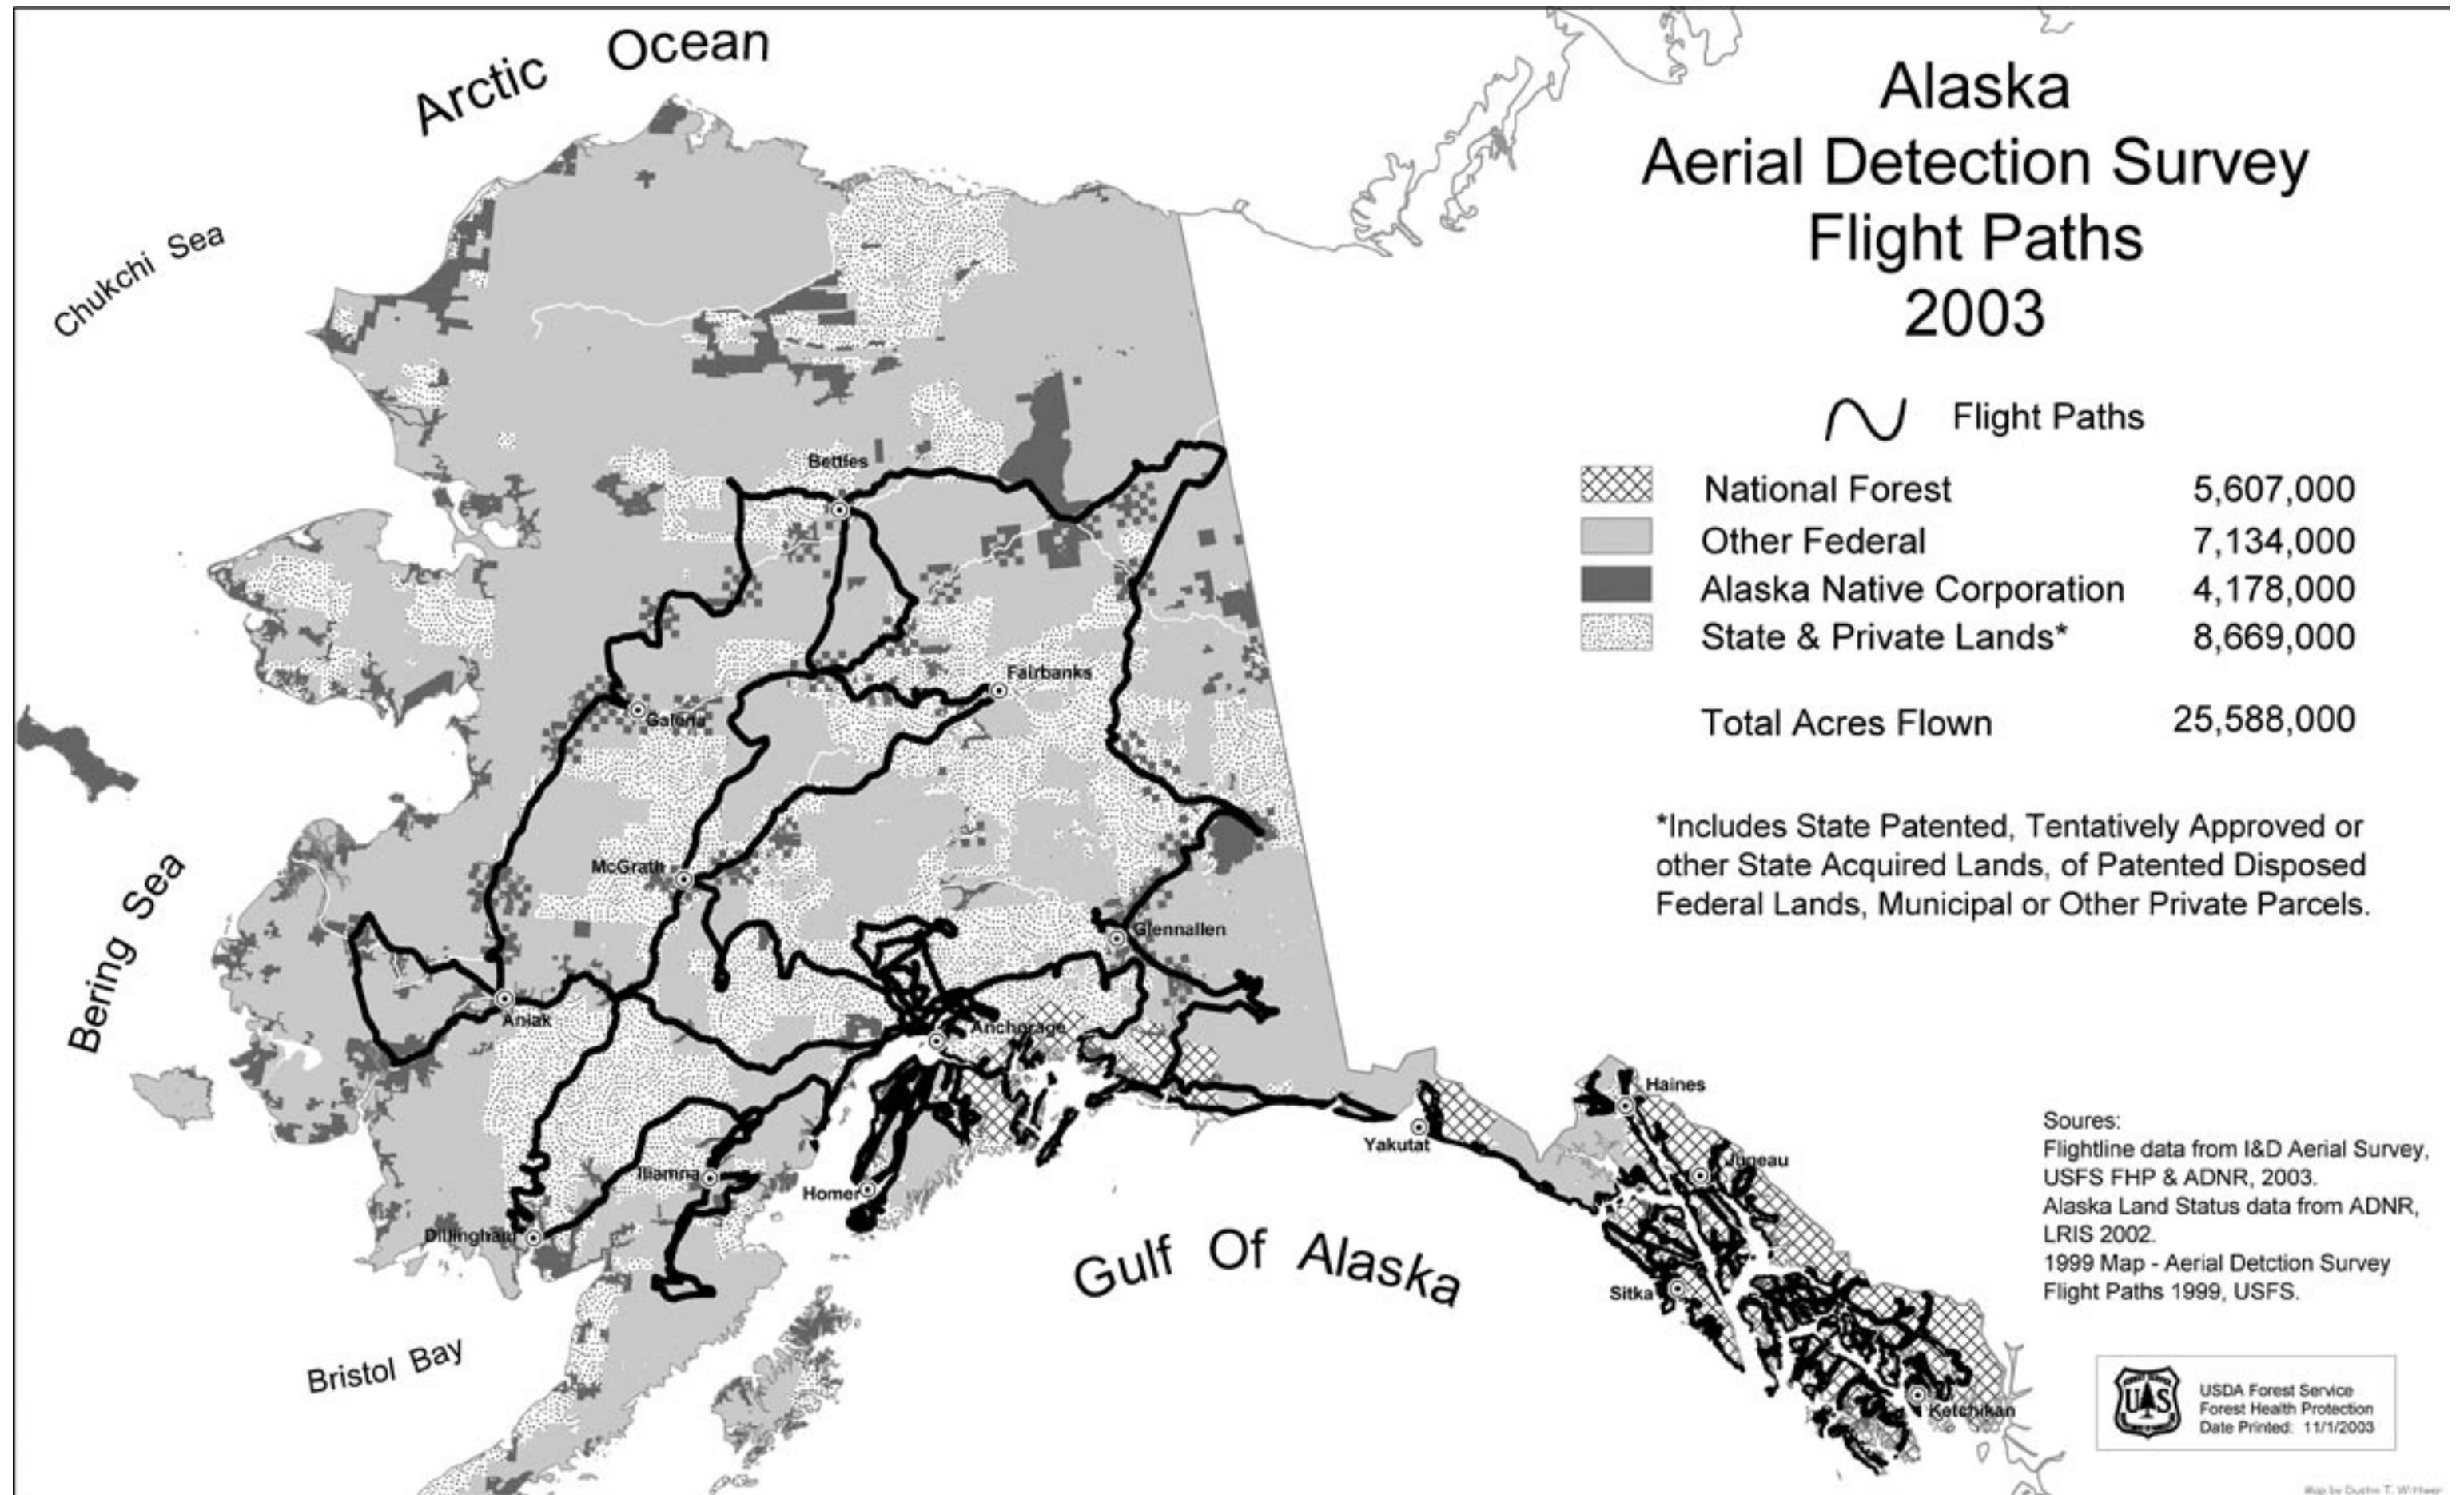 Arctic Ocean
Chukchi Sea
Alaska
Aerial Detection Survey
Flight Paths
2003
Flight Paths
National Forest 5,607,000
Other Federal 7,134,000
Alaska Native Corporation 4,178,000
State & Private Lands* 8,669,000
Total Acres Flown 25,588,000
*Includes State Patented, Tentatively Approved or
other State Acquired Lands, of Patented Disposed
Federal Lands, Municipal or Other Private Parcels.
Bettles
Fairbanks
Galena
McGrath
Bering Sea
Glennallen
Aniak
Anchorage
Haines
Yakutat
Juneau
Iliamna
Homer
Dillingham
Gulf Of Alaska
Sitka
Bristol Bay
Ketchikan
Soures:
Flightline data from I&D Aerial Survey,
USFS FHP & ADNR, 2003.
Alaska Land Status data from ADNR,
LRIS 2002.
1999 Map - Aerial Detction Survey
Flight Paths 1999, USFS.
FOREST SERVICE
U S
USDA Forest Service
Forest Health Protection
Date Printed: 11/1/2003
Map by Dustin T. Wittwer